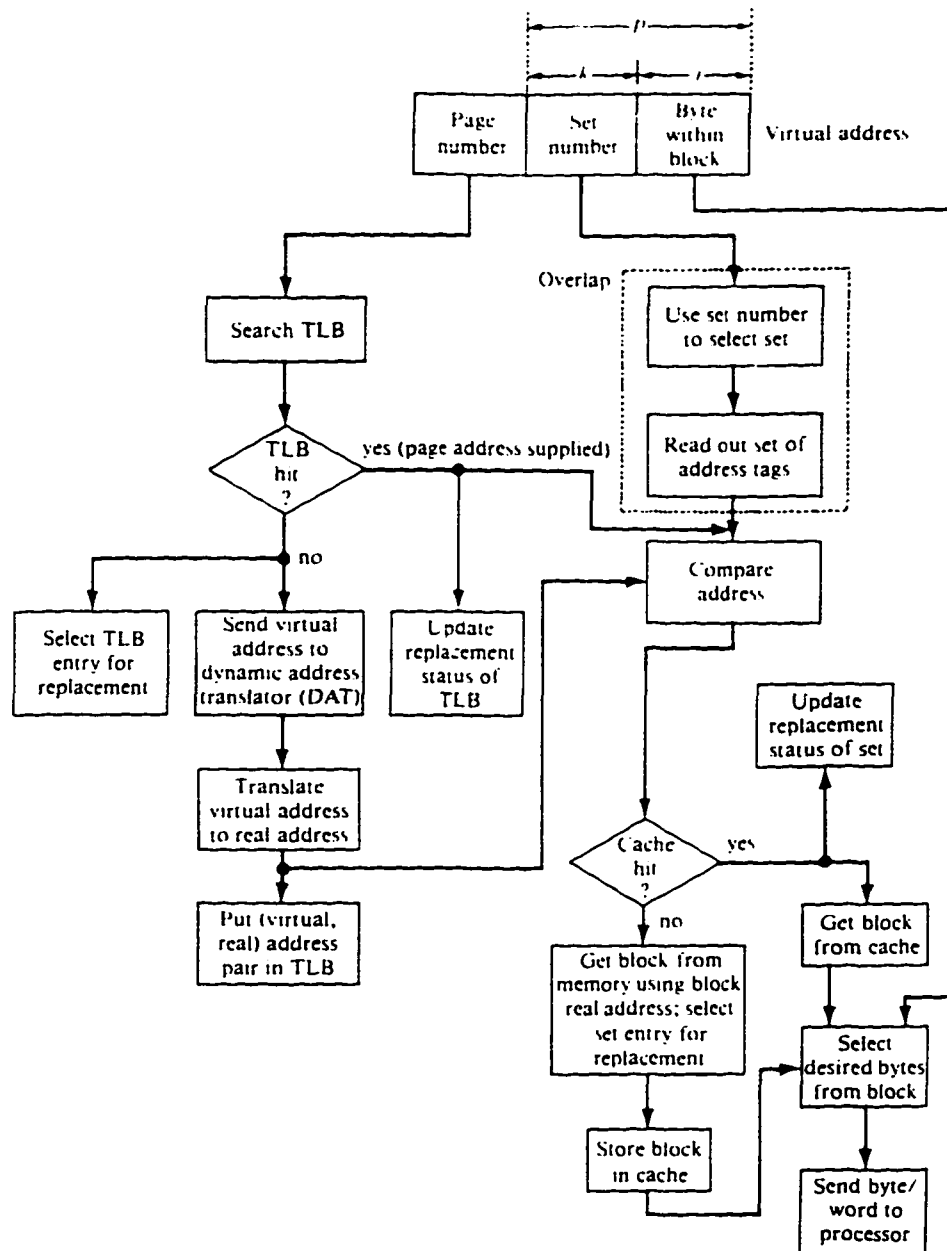 p
Page
number
Set
number
Byte
within
block
Virtual address
Overlap
Use set number
to select set
Search TLB
Read out set of
address tags
TLB
hit
?
yes (page address supplied)
no
Compare
address
Select TLB
entry for
replacement
Send virtual
address to
dynamic address
translator (DAT)
Update
replacement
status of
TLB
Update
replacement
status of set
Translate
virtual address
to real address
Cache
hit
?
yes
no
Put (virtual,
real) address
pair in TLB
Get block from
memory using block
real address; select
set entry for
replacement
Get block
from cache
Select
desired bytes
from block
Store block
in cache
Send byte/
word to
processor